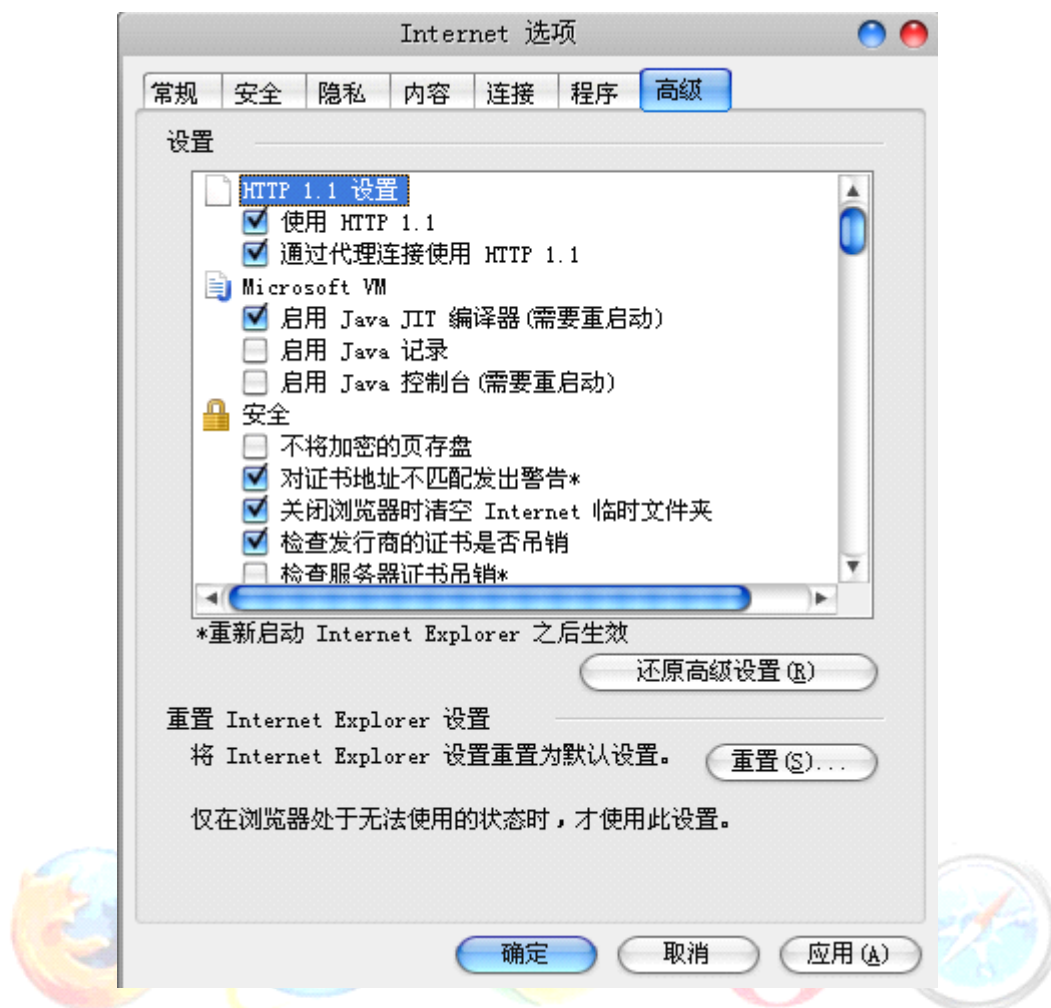 Internet 选项
常规 安全 隐私 内容 连接 程序 高级
设置
HTTP 1.1 设置
使用 HTTP 1.1
通过代理连接使用 HTTP 1.1
Microsoft VM
启用 Java JIT 编译器(需要重启动)
启用 Java 记录
启用 Java 控制台(需要重启动)
安全
不将加密的页存盘
对证书地址不匹配发出警告*
关闭浏览器时清空 Internet 临时文件夹
检查发行商的证书是否吊销
检查服务器证书吊销*
*重新启动 Internet Explorer 之后生效
还原高级设置(R)
重置 Internet Explorer 设置
将 Internet Explorer 设置重置为默认设置。 重置(S)...
仅在浏览器处于无法使用的状态时，才使用此设置。
确定 取消 应用(A)